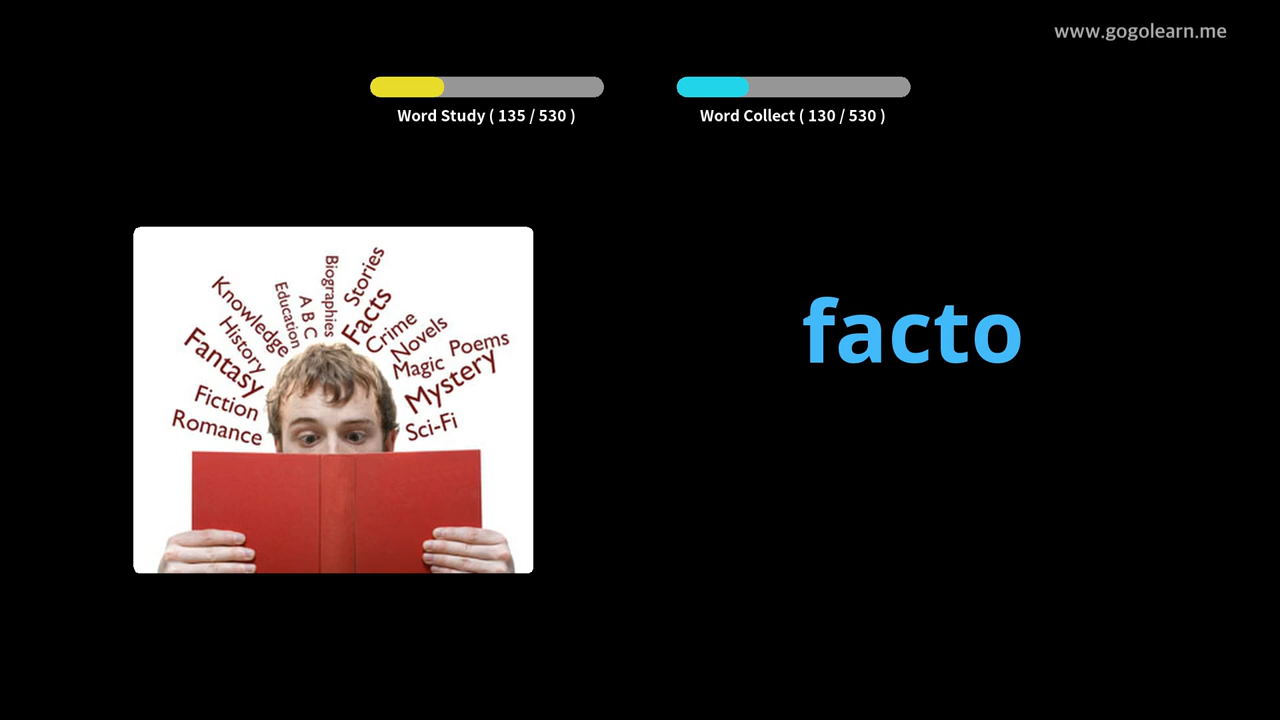 www.gogolearn.me
Word Study ( 135 / 530 )
Word Collect ( 130 / 530 )
facto
Biographies
Stories
Education
A B C
Facts
Knowledge
Crime
History
Novels
Poems
Fantasy
Magic
Mystery
Fiction
Romance
Sci-Fi